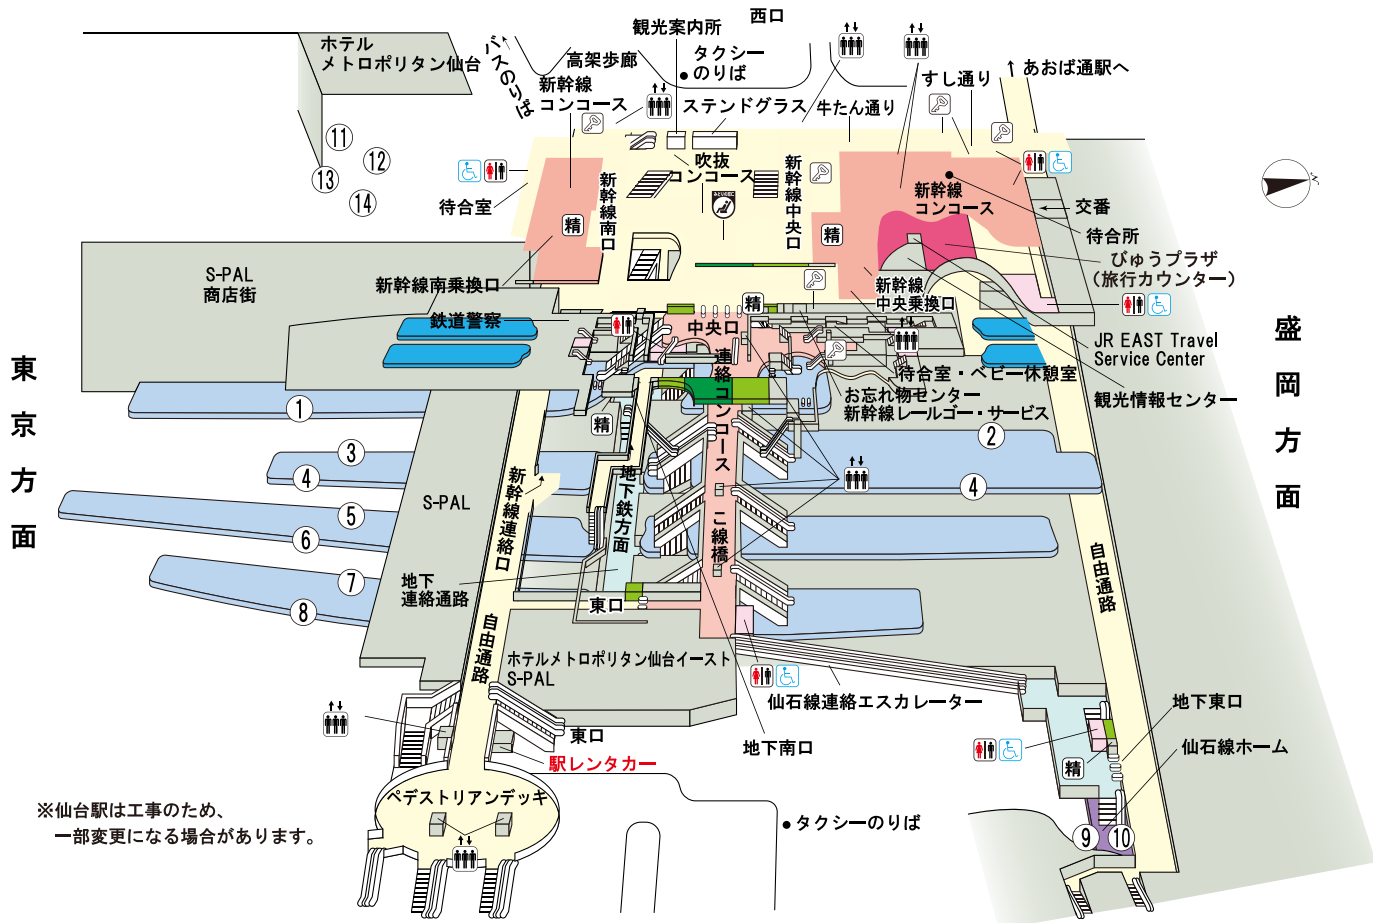 西口
観光案内所
ホテル
メトロポリタン仙台
バスのりば
高架歩廊
タクシー
のりば
すし通り
あおば通駅へ
新幹線
コンコース
ステンドグラス
牛たん通り
11
12
13
14
吹抜
コンコース
待合室
新幹線南口
新幹線中央口
新幹線
コンコース
交番
待合所
精
精
びゅうプラザ
(旅行カウンター)
S-PAL
商店街
新幹線南乗換口
新幹線
中央乗換口
鉄道警察
中央口
精
JR EAST Travel
Service Center
東京方面
盛岡方面
連絡コンコース
待合室・ベビー休憩室
お忘れ物センター
新幹線レールゴー・サービス
観光情報センター
1
2
精
3
4
4
S-PAL
新幹線連絡口
地下鉄方面
こ線橋
5
6
自由通路
7
8
地下
連絡通路
東口
自由通路
ホテルメトロポリタン仙台イースト
S-PAL
仙石線連絡エスカレーター
地下東口
東口
地下南口
仙石線ホーム
駅レンタカー
精
ペデストリアンデッキ
※仙台駅は工事のため、
一部変更になる場合があります。
タクシーのりば
9
10